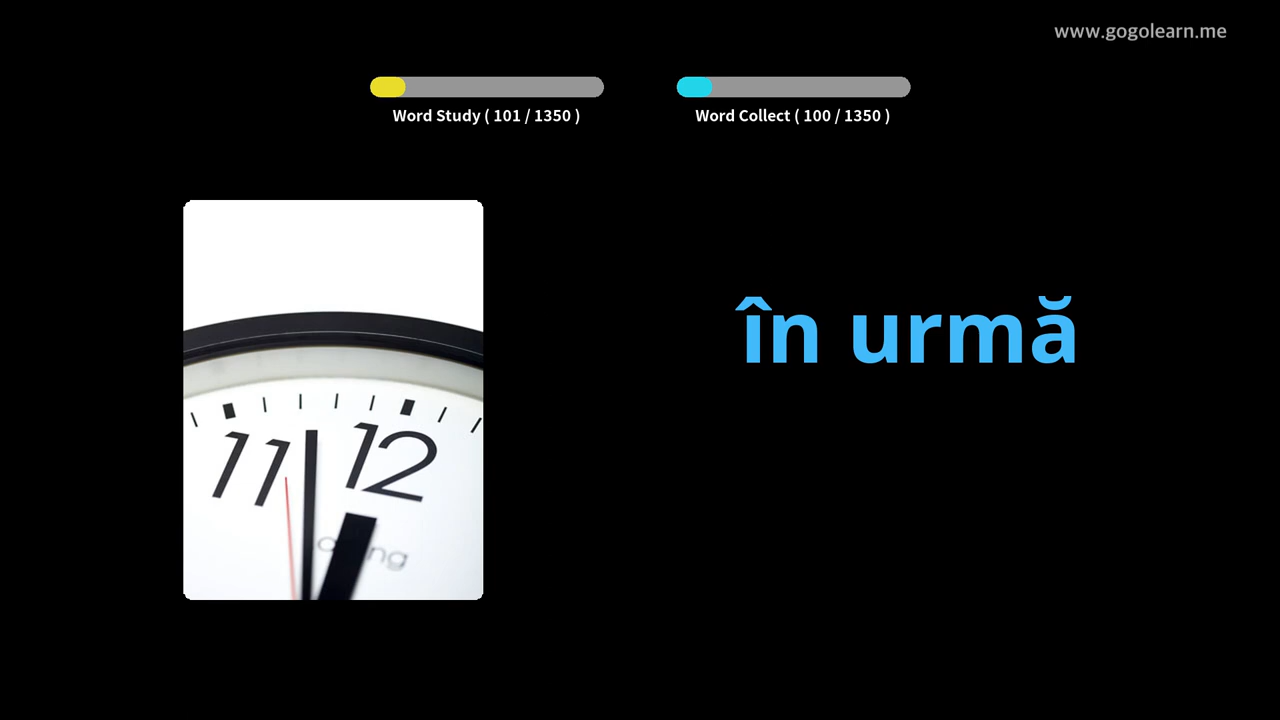 www.gogolearn.me
Word Study ( 101 / 1350 )
Word Collect ( 100 / 1350 )
în urmă
11
12